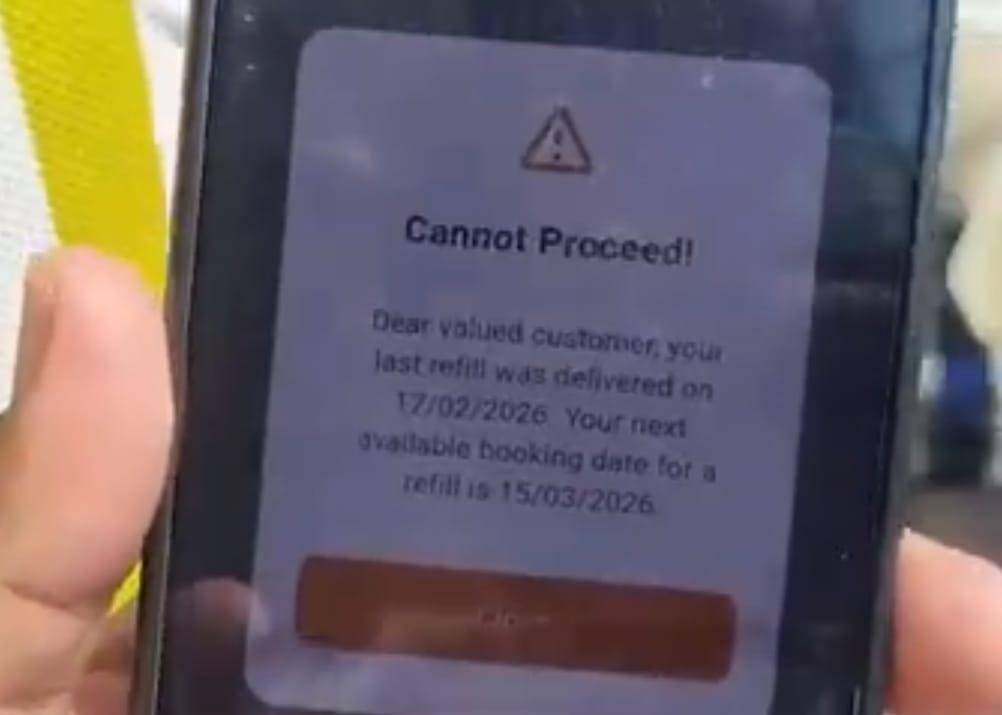 Cannot Proceed!
Dear valued customer, your
last refill was delivered on
17/02/2026. Your next
available booking date for a
refill is 15/03/2026.